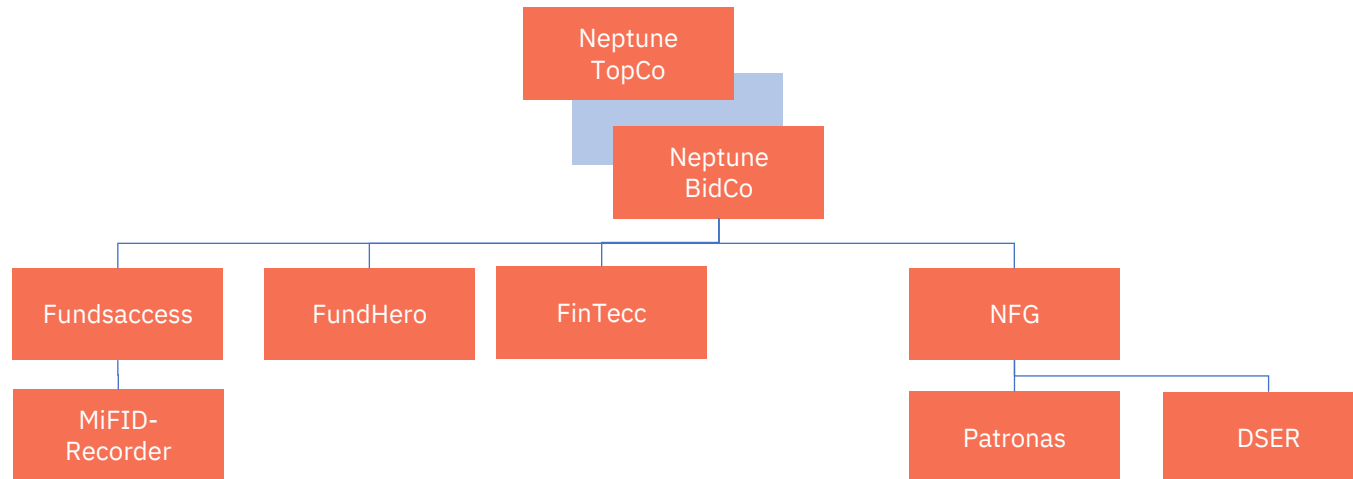 Neptune
TopCo
Neptune
BidCo
Fundsaccess
FundHero
FinTecc
NFG
MiFID-
Recorder
Patronas
DSER